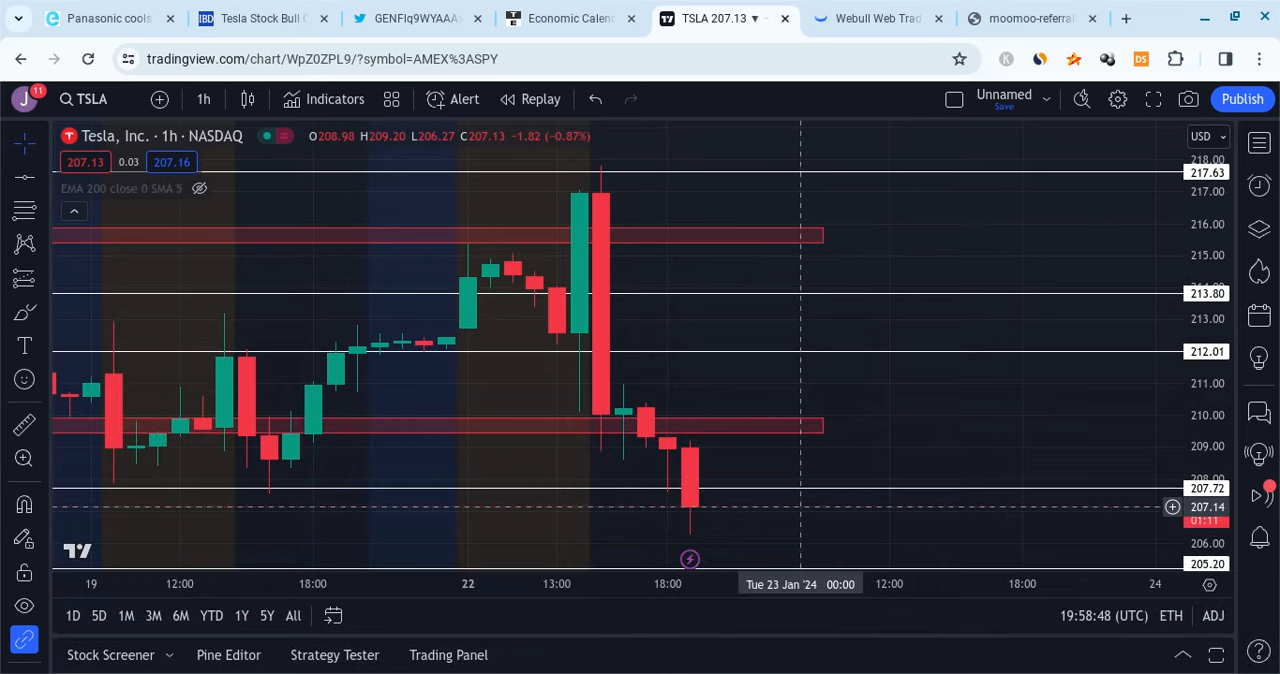 Panasonic cools
IBD
Tesla Stock Bull C
GENFIq9WYAAA
Economic Calen
TSLA 207.13
Webull Web Trad
moomoo-referral
tradingview.com/chart/WpZ0ZPL9/?symbol=AMEX%3ASPY
K
DS
J
11
TSLA
1h
Indicators
Alert
Replay
Unnamed
Save
Publish
Tesla, Inc. · 1h · NASDAQ
O208.98 H209.20 L206.27 C207.13 −1.82 (−0.87%)
USD
207.13
0.03
207.16
EMA 200 close 0 SMA 5
218.00
217.63
217.00
216.00
215.00
213.80
213.00
212.01
211.00
210.00
209.00
207.72
207.14
01:11
206.00
205.20
19
12:00
18:00
22
13:00
18:00
Tue 23 Jan '24 00:00
12:00
18:00
24
1D 5D 1M 3M 6M YTD 1Y 5Y All
19:58:48 (UTC)
ETH
ADJ
Stock Screener
Pine Editor
Strategy Tester
Trading Panel